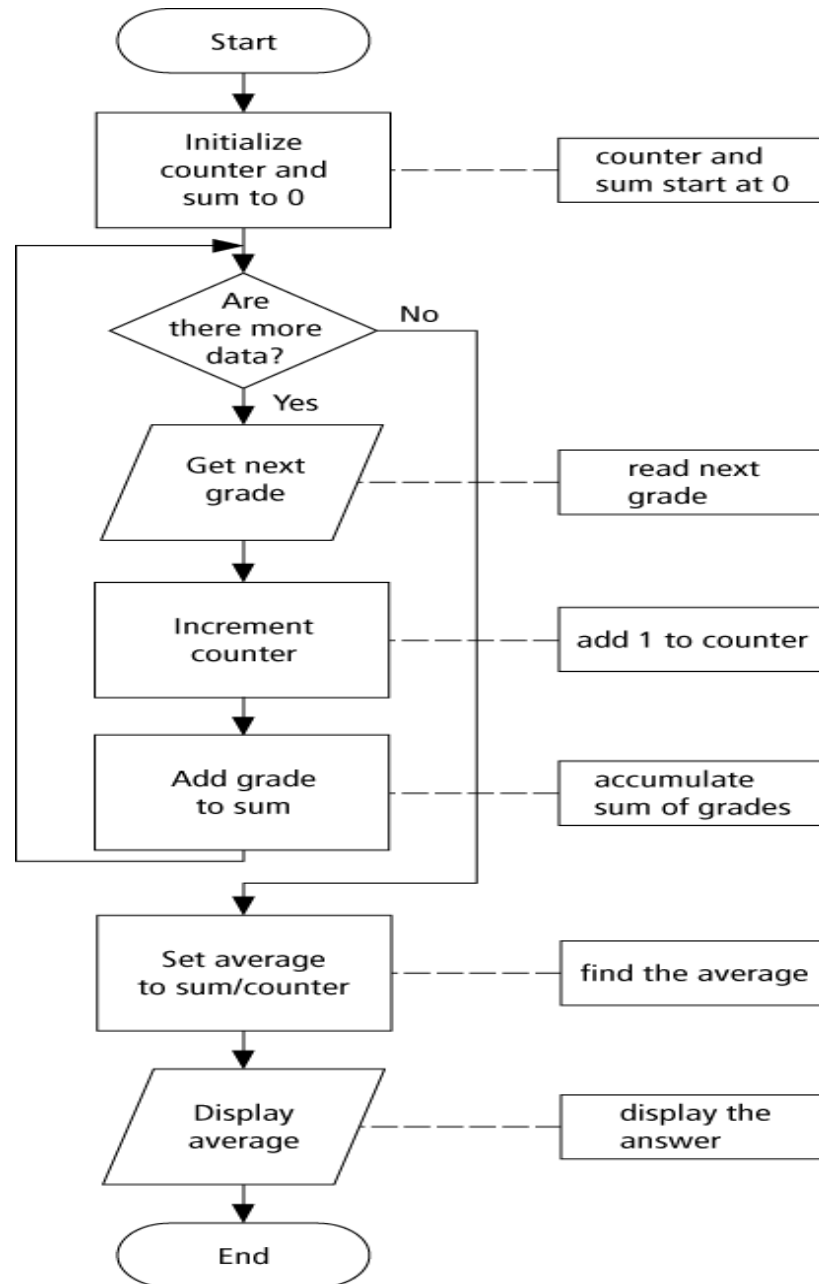 Start
Initialize
counter and
sum to 0
counter and
sum start at 0
Are
there more
data?
No
Yes
Get next
grade
read next
grade
Increment
counter
add 1 to counter
Add grade
to sum
accumulate
sum of grades
Set average
to sum/counter
find the average
Display
average
display the
answer
End